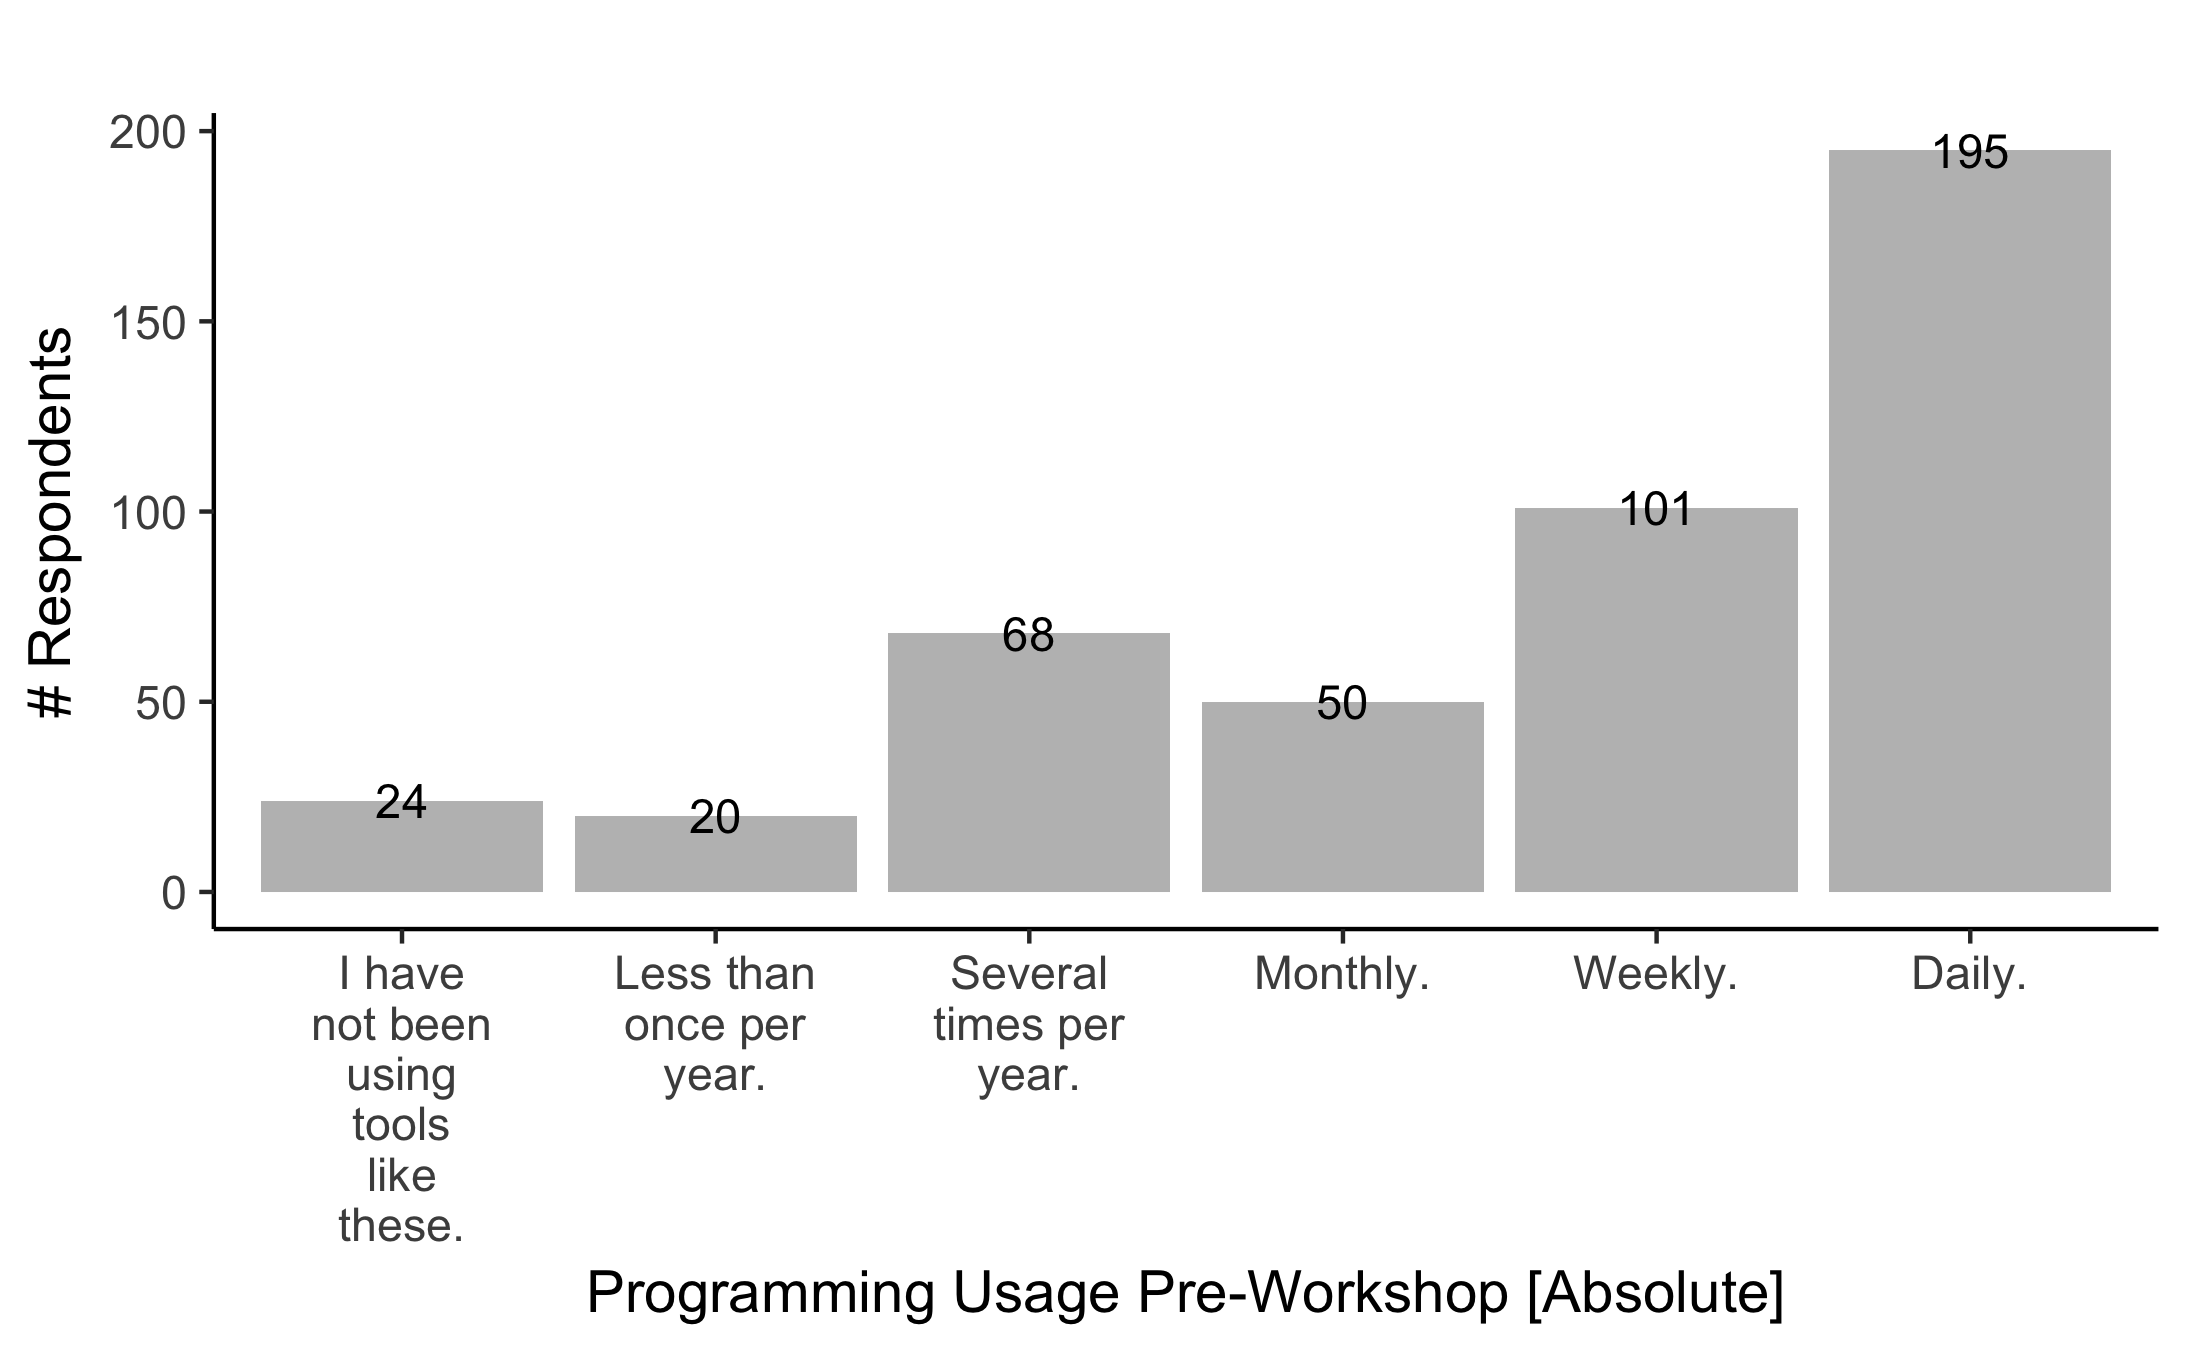 200
150
100
50
0
# Respondents
24
20
68
50
101
195
I have
not been
using
tools
like
these.
Less than
once per
year.
Several
times per
year.
Monthly.
Weekly.
Daily.
Programming Usage Pre-Workshop [Absolute]